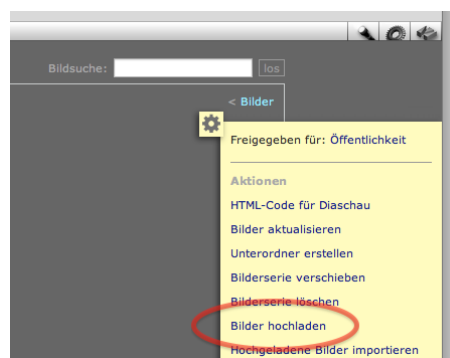 Bildsuche: los
< Bilder
Freigegeben für: Öffentlichkeit
Aktionen
HTML-Code für Diaschau
Bilder aktualisieren
Unterordner erstellen
Bilderserie verschieben
Bilderserie löschen
Bilder hochladen
Hochgeladene Bilder importieren